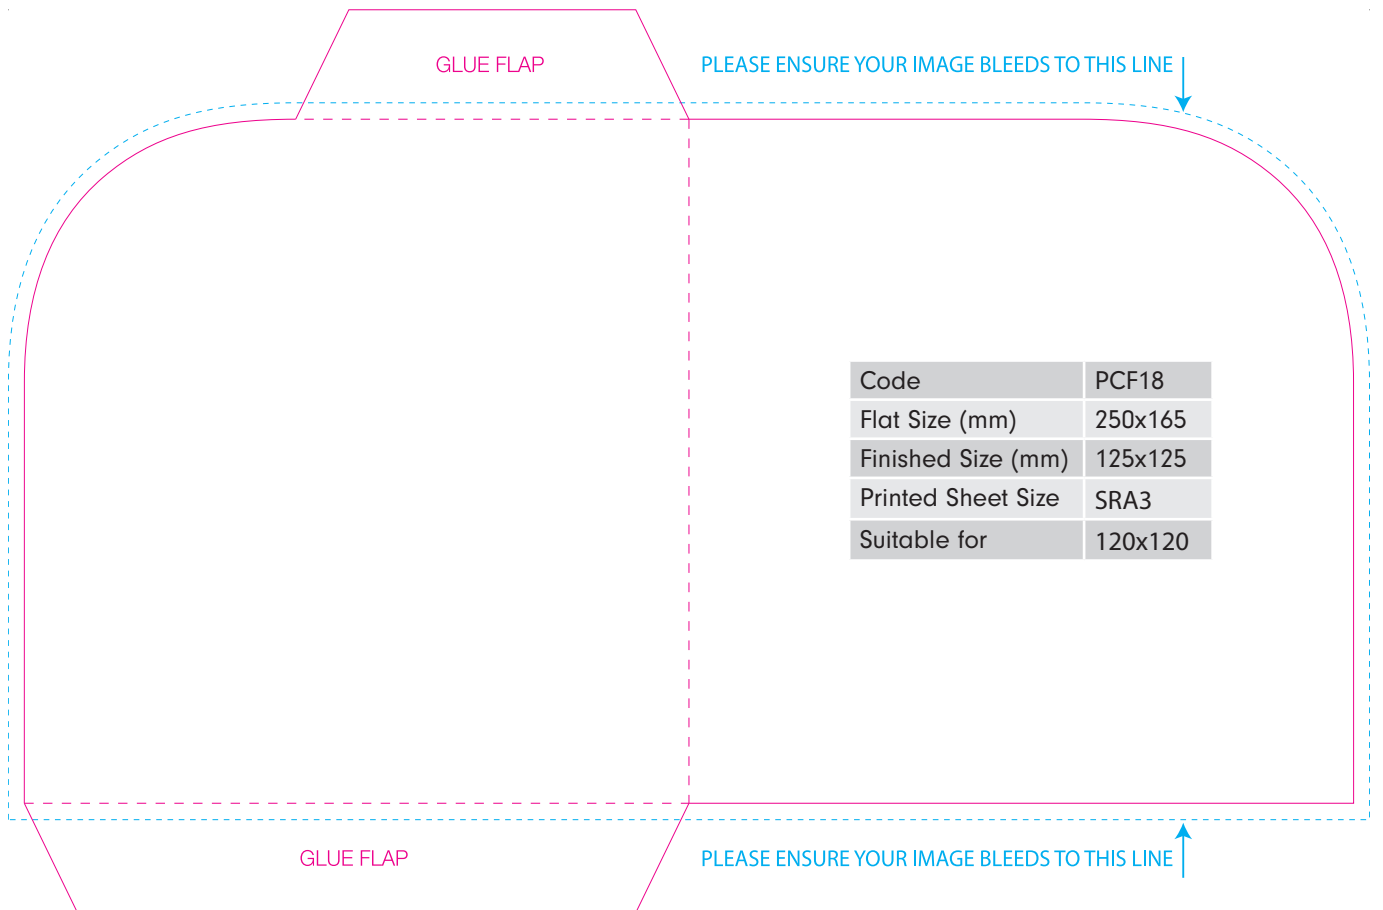 GLUE FLAP
PLEASE ENSURE YOUR IMAGE BLEEDS TO THIS LINE
Code PCF18
Flat Size (mm) 250x165
Finished Size (mm) 125x125
Printed Sheet Size SRA3
Suitable for 120x120
GLUE FLAP
PLEASE ENSURE YOUR IMAGE BLEEDS TO THIS LINE